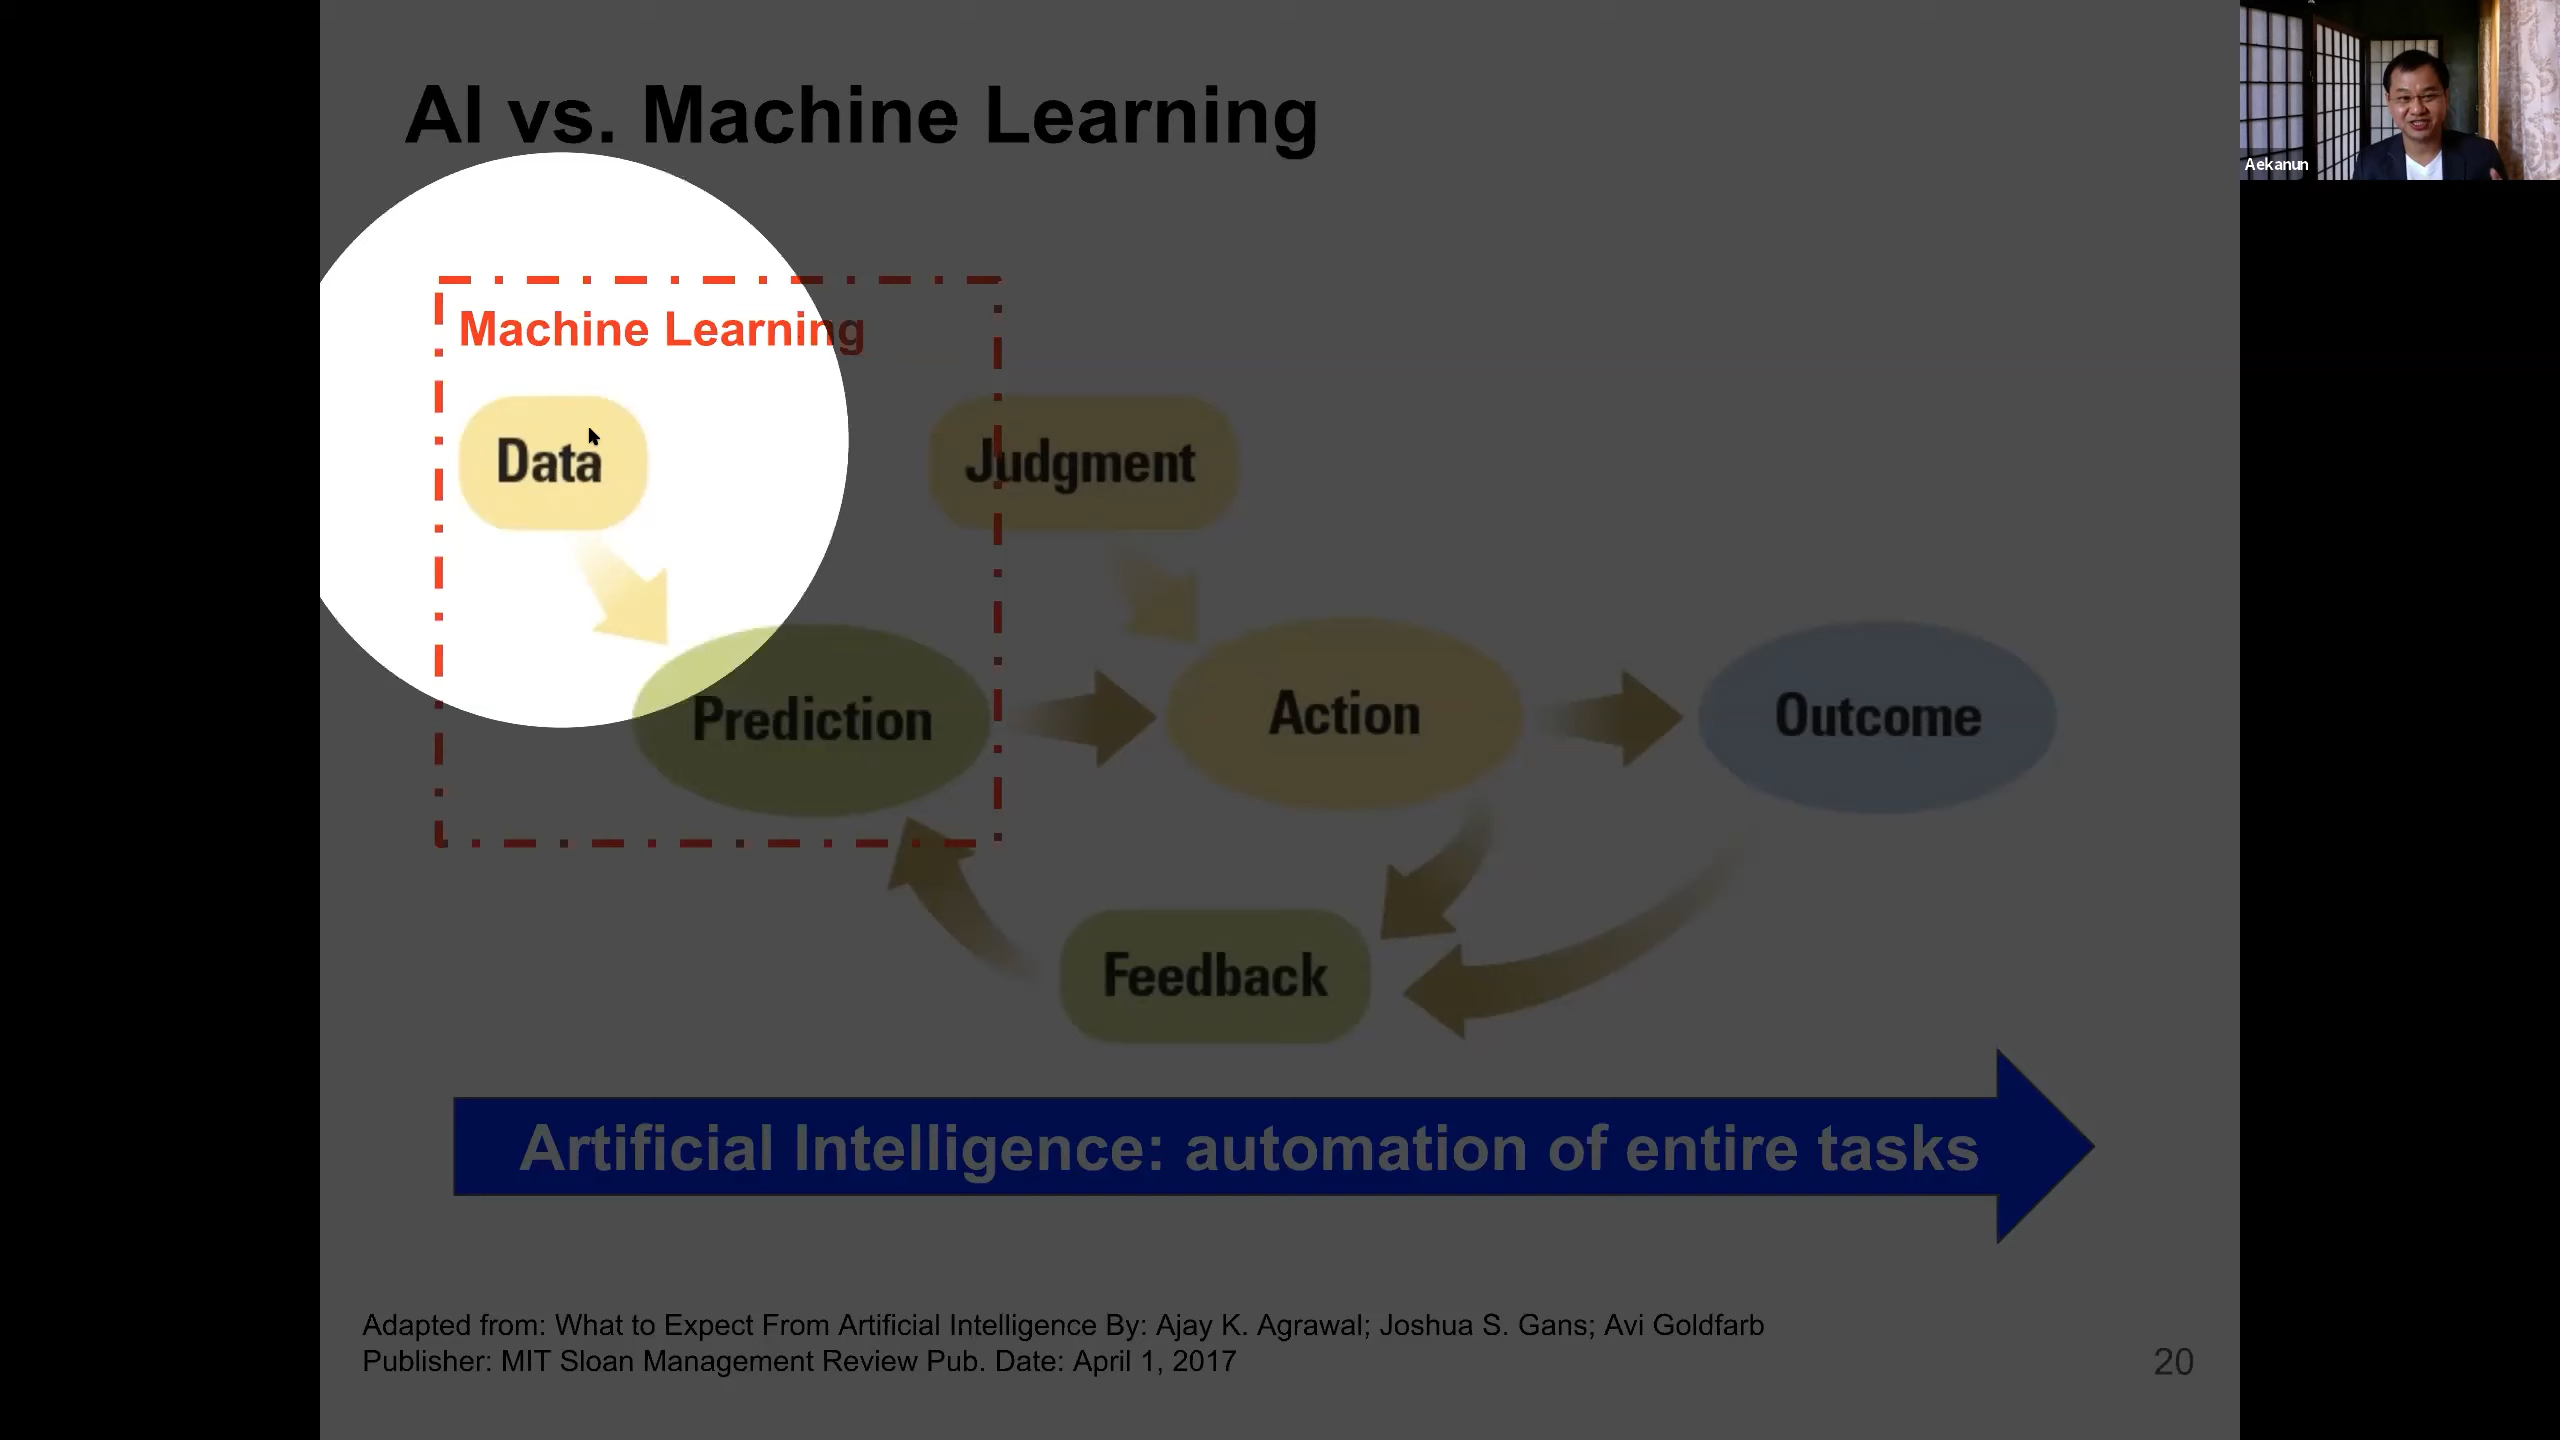 AI vs. Machine Learning
Aekanun
Machine Learning
Data
Judgment
Prediction
Action
Outcome
Feedback
Artificial Intelligence: automation of entire tasks
Adapted from: What to Expect From Artificial Intelligence By: Ajay K. Agrawal; Joshua S. Gans; Avi Goldfarb
Publisher: MIT Sloan Management Review Pub. Date: April 1, 2017
20